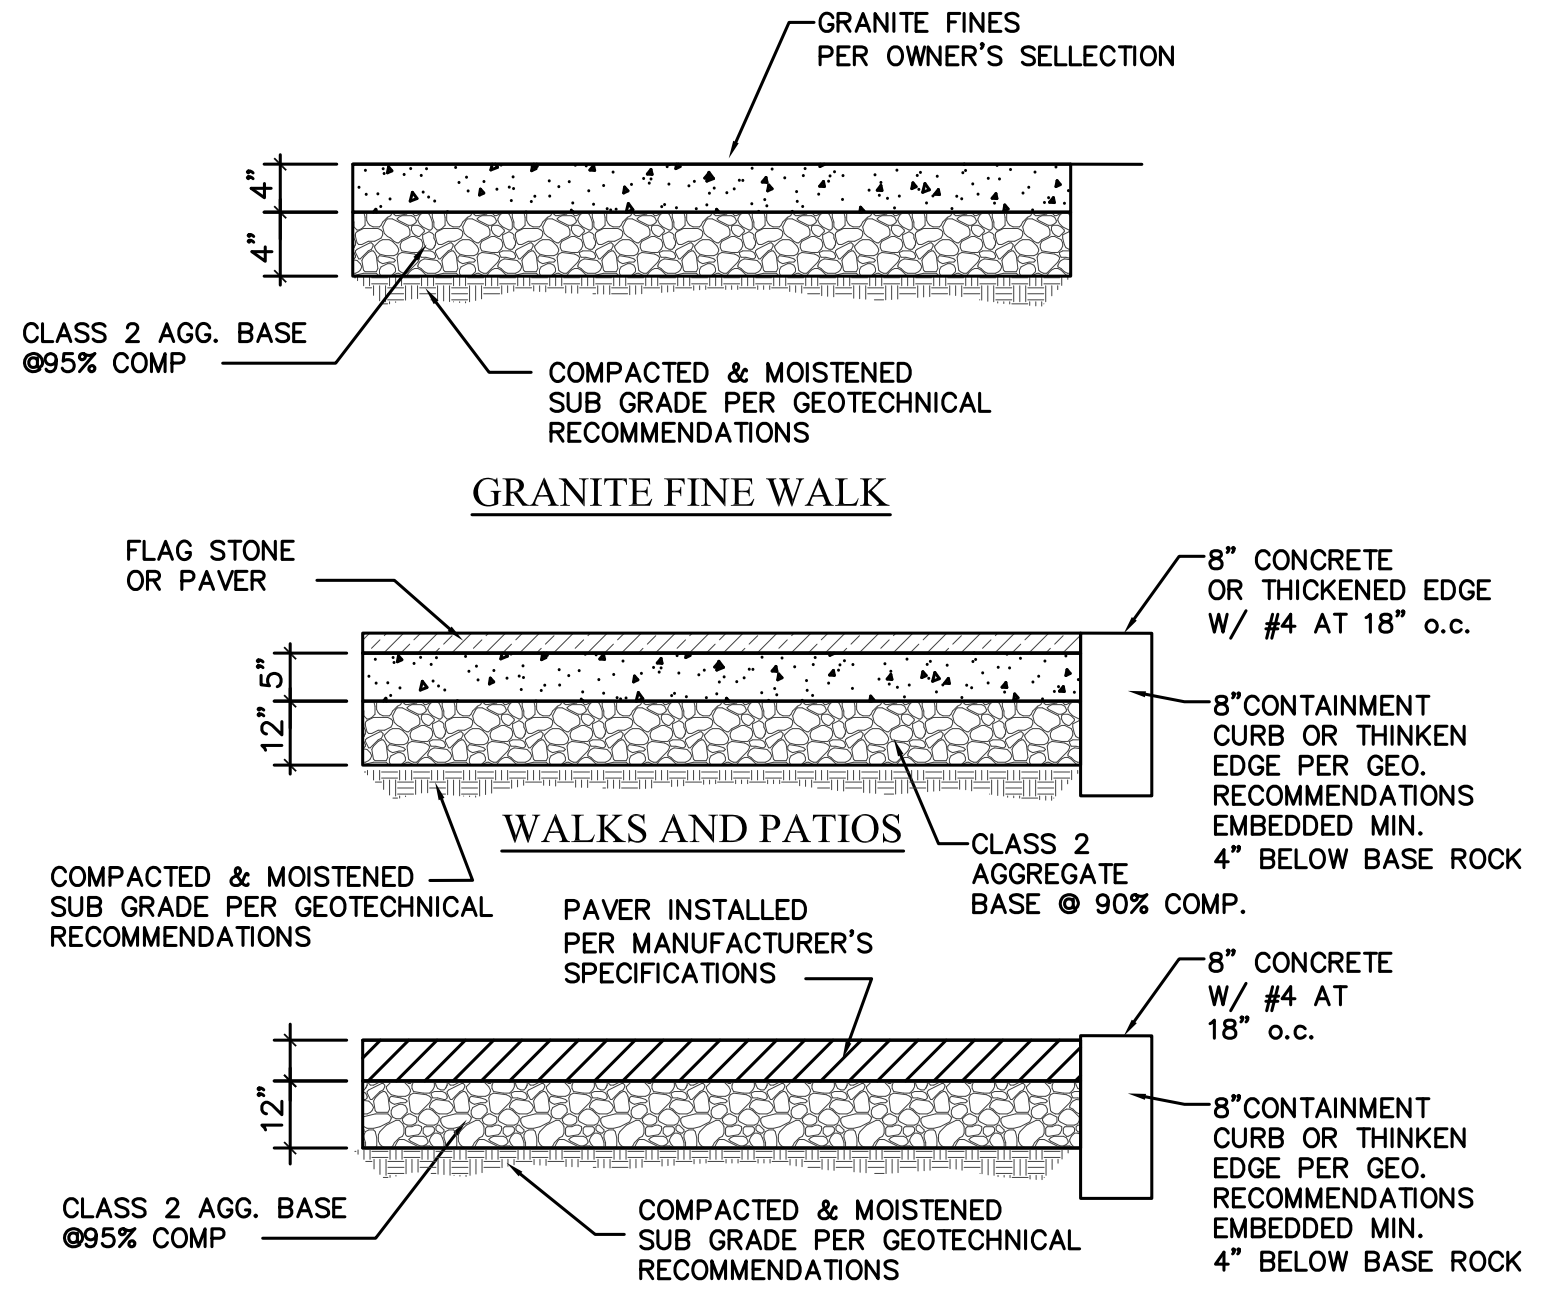 GRANITE FINES
PER OWNER'S SELLECTION
4"
4"
CLASS 2 AGG. BASE
@95% COMP
COMPACTED & MOISTENED
SUB GRADE PER GEOTECHNICAL
RECOMMENDATIONS
GRANITE FINE WALK
FLAG STONE
OR PAVER
8" CONCRETE
OR THICKENED EDGE
W/ #4 AT 18" o.c.
5"
12"
8"CONTAINMENT
CURB OR THINKEN
EDGE PER GEO.
RECOMMENDATIONS
EMBEDDED MIN.
4" BELOW BASE ROCK
WALKS AND PATIOS
CLASS 2
AGGREGATE
BASE @ 90% COMP.
COMPACTED & MOISTENED
SUB GRADE PER GEOTECHNICAL
RECOMMENDATIONS
PAVER INSTALLED
PER MANUFACTURER'S
SPECIFICATIONS
8" CONCRETE
W/ #4 AT
18" o.c.
12"
8"CONTAINMENT
CURB OR THINKEN
EDGE PER GEO.
RECOMMENDATIONS
EMBEDDED MIN.
4" BELOW BASE ROCK
CLASS 2 AGG. BASE
@95% COMP
COMPACTED & MOISTENED
SUB GRADE PER GEOTECHNICAL
RECOMMENDATIONS